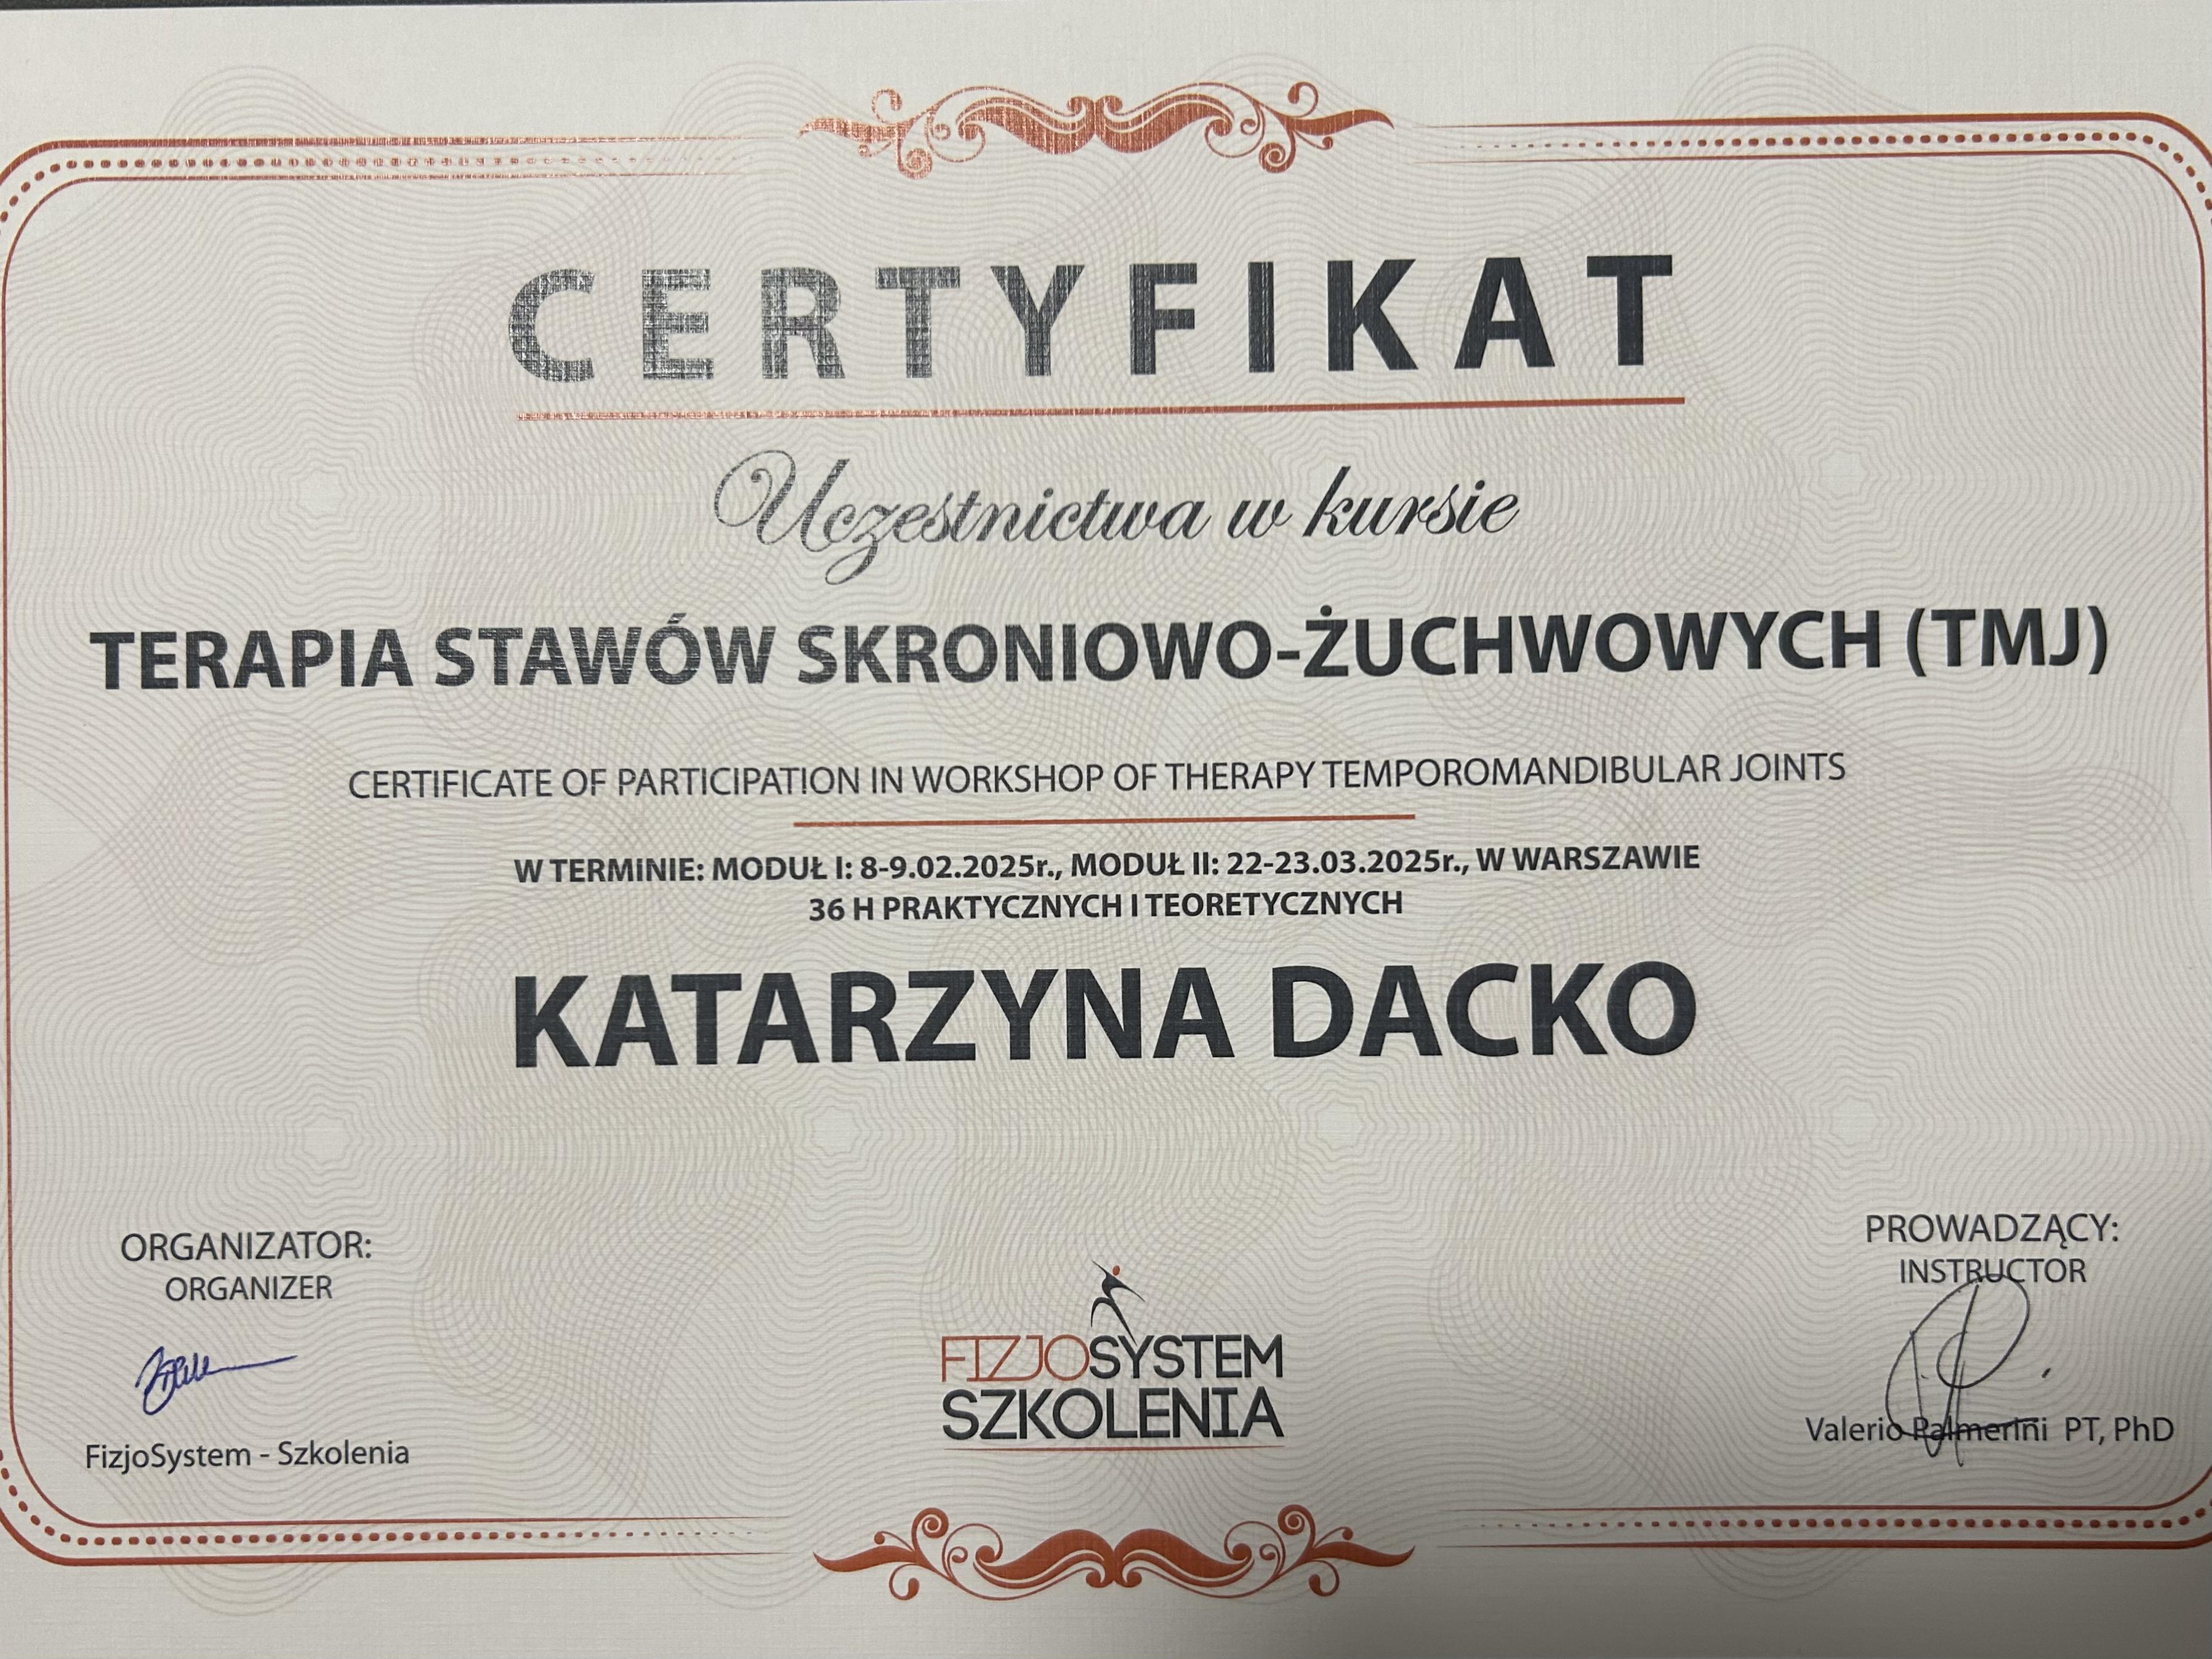 CERTYFIKAT
Uczestnictwa w kursie
TERAPIA STAWÓW SKRONIOWO-ŻUCHWOWYCH (TMJ)
CERTIFICATE OF PARTICIPATION IN WORKSHOP OF THERAPY TEMPOROMANDIBULAR JOINTS
W TERMINIE: MODUŁ I: 8-9.02.2025r., MODUŁ II: 22-23.03.2025r., W WARSZAWIE
36 H PRAKTYCZNYCH I TEORETYCZNYCH
KATARZYNA DACKO
ORGANIZATOR:
ORGANIZER
FizjoSystem - Szkolenia
FIZJOSYSTEM
SZKOLENIA
PROWADZĄCY:
INSTRUCTOR
Valerio Palmerini PT, PhD